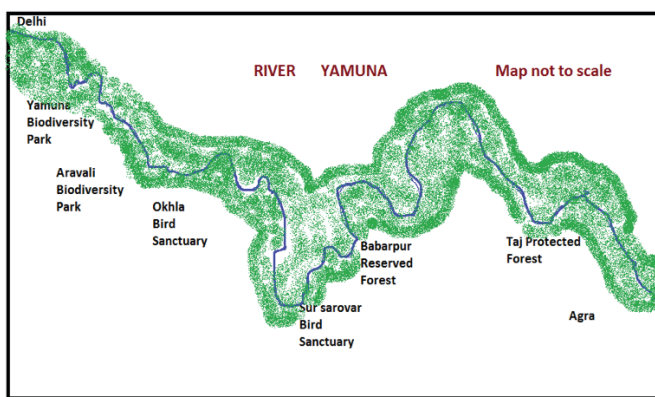 Delhi
RIVER YAMUNA
Map not to scale
Yamuna
Biodiversity
Park
Aravali
Biodiversity
Park
Okhla
Bird
Sanctuary
Sur sarovar
Bird
Sanctuary
Babarpur
Reserved
Forest
Taj Protected
Forest
Agra